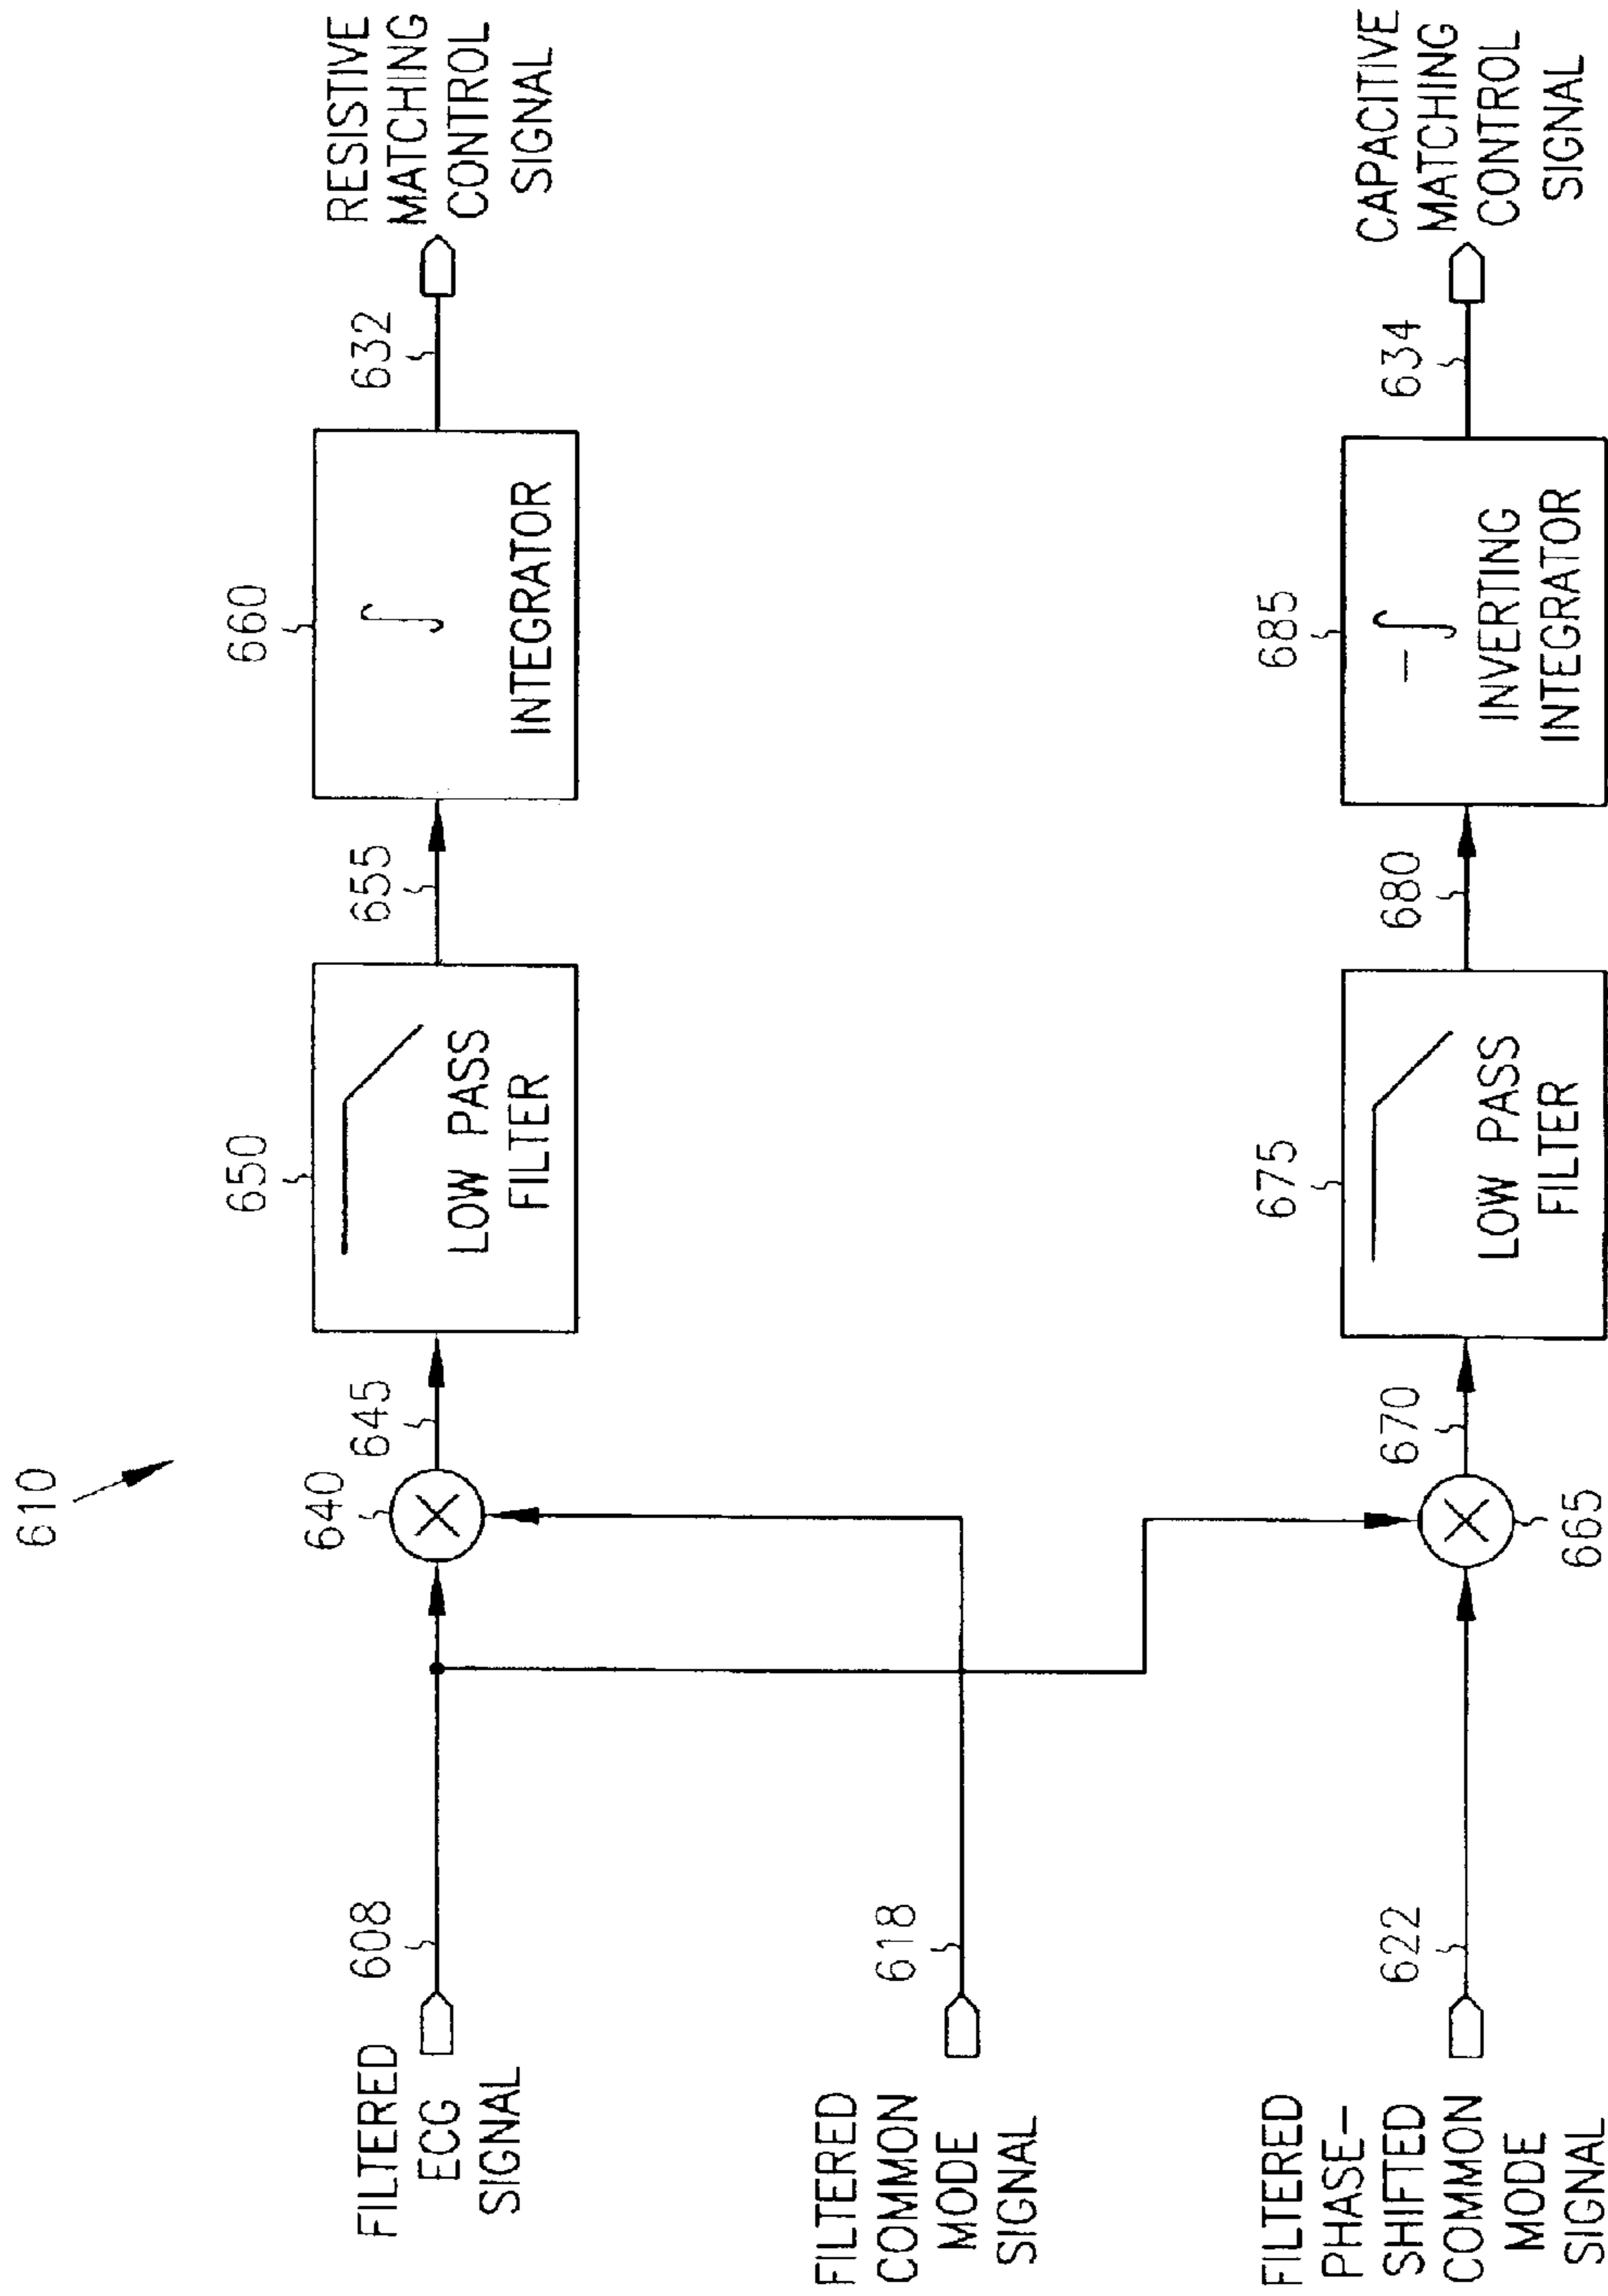 610
FILTERED
ECG
SIGNAL
608
640
645
650
LOW PASS
FILTER
655
660
∫
INTEGRATOR
632
RESISTIVE
MATCHING
CONTROL
SIGNAL
FILTERED
COMMON
MODE
SIGNAL
618
FILTERED
PHASE-
SHIFTED
COMMON
MODE
SIGNAL
622
665
670
675
LOW PASS
FILTER
680
685
-∫
INVERTING
INTEGRATOR
634
CAPACITIVE
MATCHING
CONTROL
SIGNAL